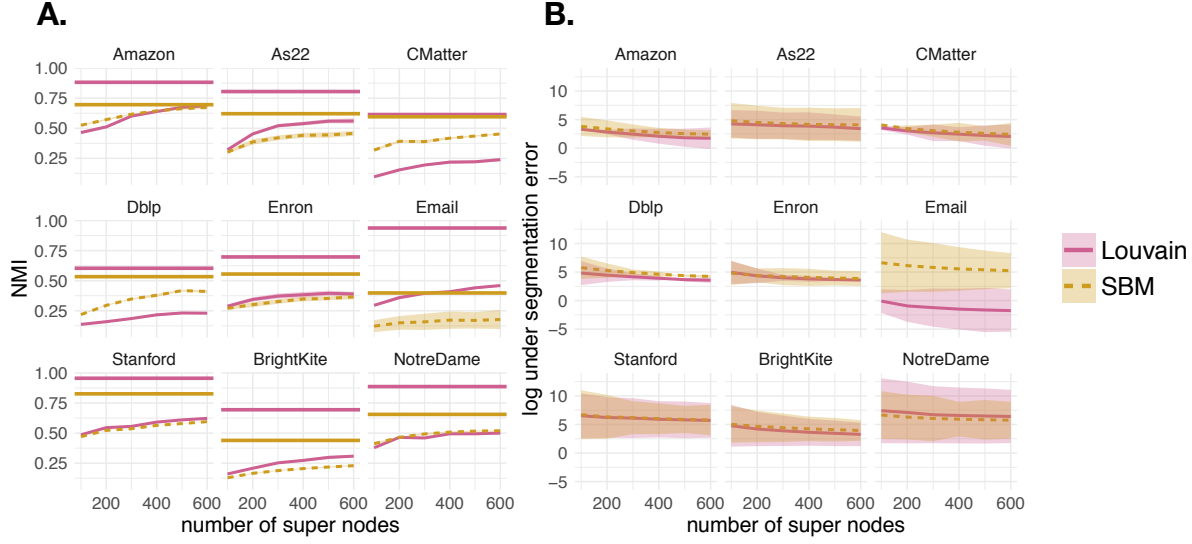 A.
B.
Amazon As22 CMatter
1.00
0.75
0.50
0.25
Dblp Enron Email
1.00
0.75
0.50
0.25
Stanford BrightKite NotreDame
1.00
0.75
0.50
0.25
200 400 600 200 400 600 200 400 600
NMI
number of super nodes
Amazon As22 CMatter
10
5
0
−5
Dblp Enron Email
10
5
0
−5
Stanford BrightKite NotreDame
10
5
0
−5
200 400 600 200 400 600 200 400 600
log under segmentation error
number of super nodes
Louvain
SBM